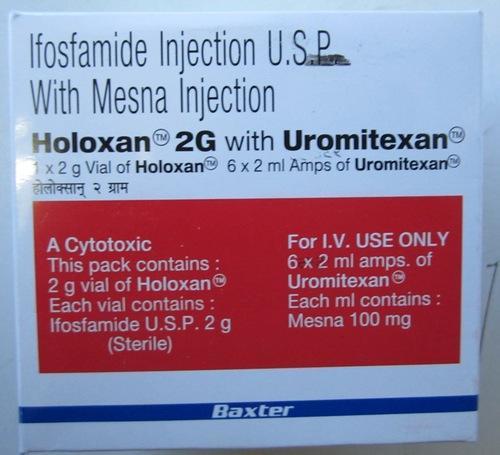 Ifosfamide Injection U.S.P.
With Mesna Injection
Holoxan™ 2G with Uromitexan™
1 x 2 g Vial of Holoxan™ 6 x 2 ml Amps of Uromitexan™
होलोक्सान् २ ग्राम
A Cytotoxic
This pack contains :
2 g vial of Holoxan™
Each vial contains :
Ifosfamide U.S.P. 2 g
(Sterile)
For I.V. USE ONLY
6 x 2 ml amps. of
Uromitexan™
Each ml contains :
Mesna 100 mg
Baxter